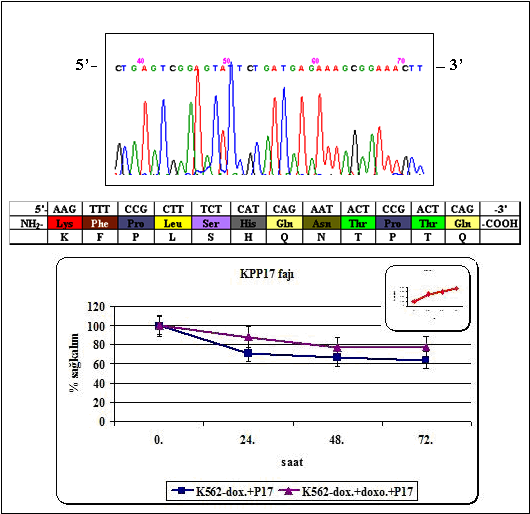 40 50 60 70
5’- CTGAGTCGGAGTATTCTGATGAGAAAGCGGAAACTT – 3’
5'- AAG TTT CCG CTT TCT CAT CAG AAT ACT CCG ACT CAG -3'
NH2- Lys Phe Pro Leu Ser His Gln Asn Thr Pro Thr Gln -COOH
K F P L S H Q N T P T Q
KPP17 fajı
120
100
80
60
40
20
0
% sağkalım
0. 24. 48. 72.
saat
K562-dox.+P17 K562-dox.+doxo.+P17